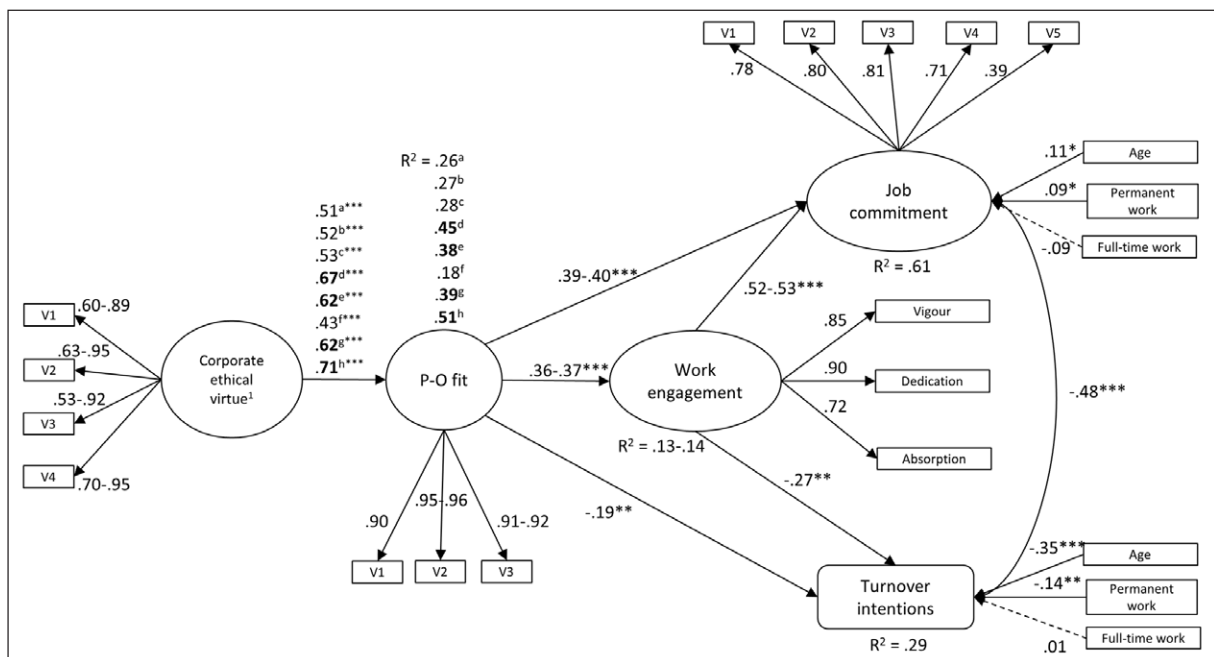 V1
V2
V3
V4
V5
.78
.80
.81
.71
.39
Job
commitment
R² = .61
.11*
Age
.09*
Permanent
work
-.09
Full-time work
R² = .26ᵃ
.27ᵇ
.28ᶜ
.45ᵈ
.38ᵉ
.18ᶠ
.39ᵍ
.51ʰ
.51ᵃ***
.52ᵇ***
.53ᶜ***
.67ᵈ***
.62ᵉ***
.43ᶠ***
.62ᵍ***
.71ʰ***
V1
.60-.89
V2
.63-.95
V3
.53-.92
V4
.70-.95
Corporate
ethical
virtue¹
P-O fit
.90
.95-.96
.91-.92
V1
V2
V3
.39-.40***
.36-.37***
-.19**
.52-.53***
Work
engagement
R² = .13-.14
.85
Vigour
.90
Dedication
.72
Absorption
-.27**
-.48***
Turnover
intentions
R² = .29
-.35***
Age
-.14**
Permanent
work
.01
Full-time work